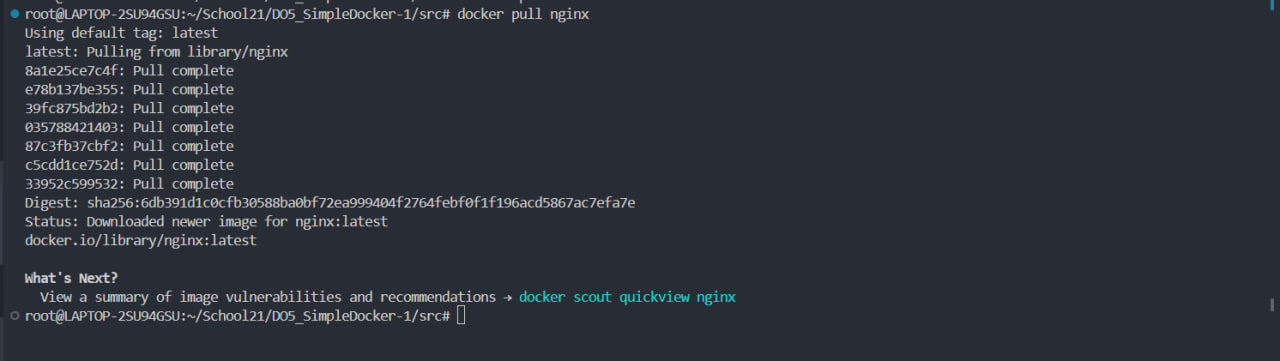 root@LAPTOP-2SU94GSU:~/School21/DO5_SimpleDocker-1/src# docker pull nginx
Using default tag: latest
latest: Pulling from library/nginx
8a1e25ce7c4f: Pull complete
e78b137be355: Pull complete
39fc875bd2b2: Pull complete
035788421403: Pull complete
87c3fb37cbf2: Pull complete
c5cdd1ce752d: Pull complete
33952c599532: Pull complete
Digest: sha256:6db391d1c0cfb30588ba0bf72ea999404f2764febf0f1f196acd5867ac7efa7e
Status: Downloaded newer image for nginx:latest
docker.io/library/nginx:latest
What's Next?
View a summary of image vulnerabilities and recommendations → docker scout quickview nginx
root@LAPTOP-2SU94GSU:~/School21/DO5_SimpleDocker-1/src#